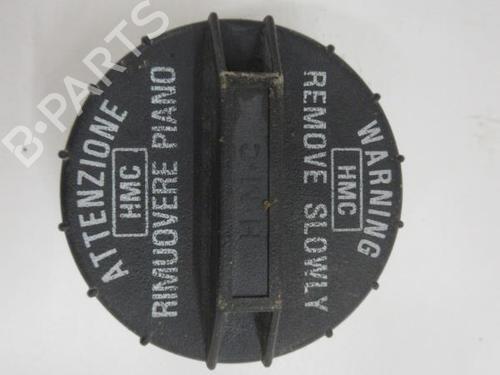 ATTENZIONE
HMC
RIMUOVERE PIANO
WARNING
HMC
REMOVE SLOWLY
B-PARTS